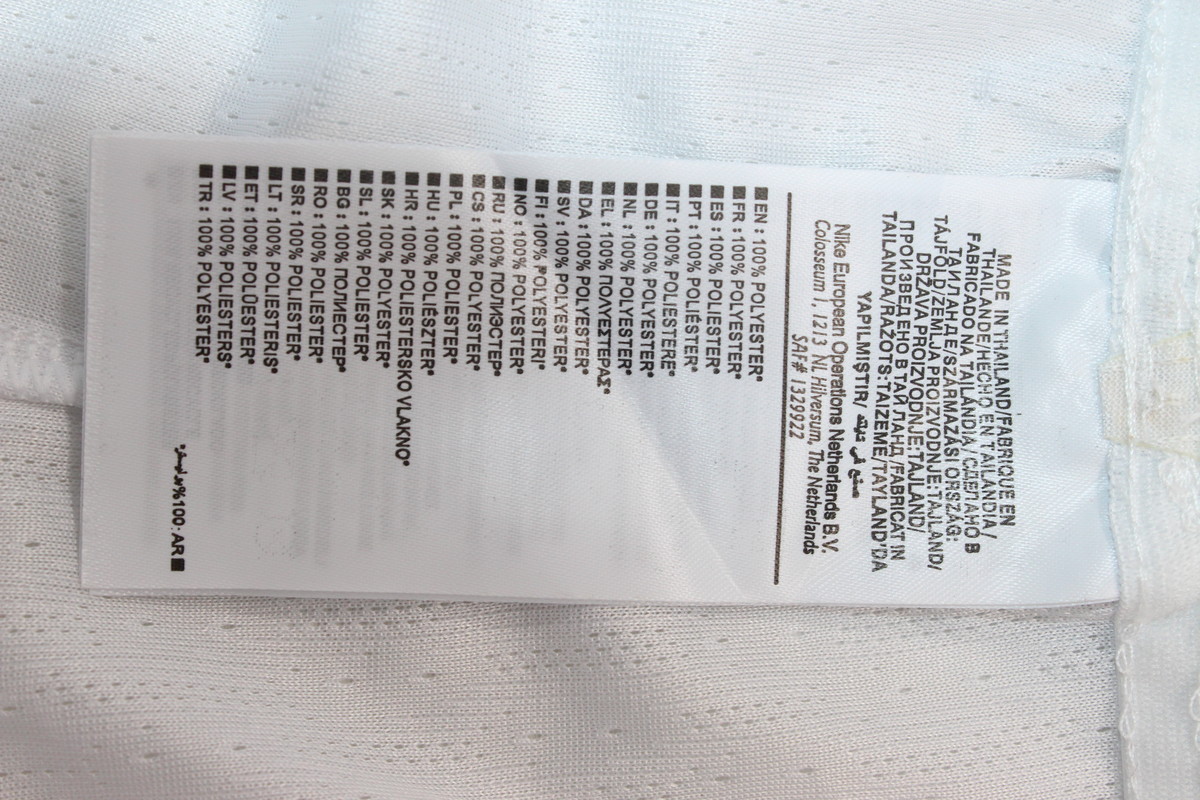 MADE IN THAILAND/FABRIQUE EN
THAILANDE/HECHO EN TAILANDIA/
FABRICADO NA TAILÂNDIA/СДЕЛАНО В
ТАИЛАНДЕ/SZÁRMAZÁSI ORSZÁG:
TÁJFÖLD/ZEMLJA PROIZVODNJE:TAJLAND/
DRŽAVA PROIZVODNJE:TAJLAND/
ПРОИЗВЕДЕНО В ТАЙЛАНД/FABRICAT IN
TAILANDA/RAŽOTS:TAIZEME/TAYLAND'DA
YAPILMIŞTIR/ صنع في
Nike European Operations Netherlands B.V.
Colosseum 1, 1213 NL Hilversum, The Netherlands
SAF# 1329922
■EN : 100% POLYESTER*
■FR : 100% POLYESTER*
■ES : 100% POLIESTER*
■PT : 100% POLIÉSTER*
■IT : 100% POLIESTERE*
■DE : 100% POLYESTER*
■NL : 100% POLYESTER*
■EL : 100% ΠΟΛΥΕΣΤΕΡΑΣ*
■DA : 100% POLYESTER*
■SV : 100% POLYESTER*
■FI : 100% POLYESTERI*
■NO : 100% POLYESTER*
■RU : 100% ПОЛИЭСТЕР*
■CS : 100% POLYESTER*
■PL : 100% POLIESTER*
■HU : 100% POLIÉSZTER*
■HR : 100% POLIESTERSKO VLAKNO*
■SK : 100% POLYESTER*
■SL : 100% POLIESTER*
■BG : 100% ПОЛИЕСТЕР*
■RO : 100% POLIESTER*
■SR : 100% POLIESTER*
■LT : 100% POLIESTERIS*
■ET : 100% POLÜESTER*
■LV : 100% POLIESTERS*
■TR : 100% POLYESTER*
■AR : 100% بوليستر*